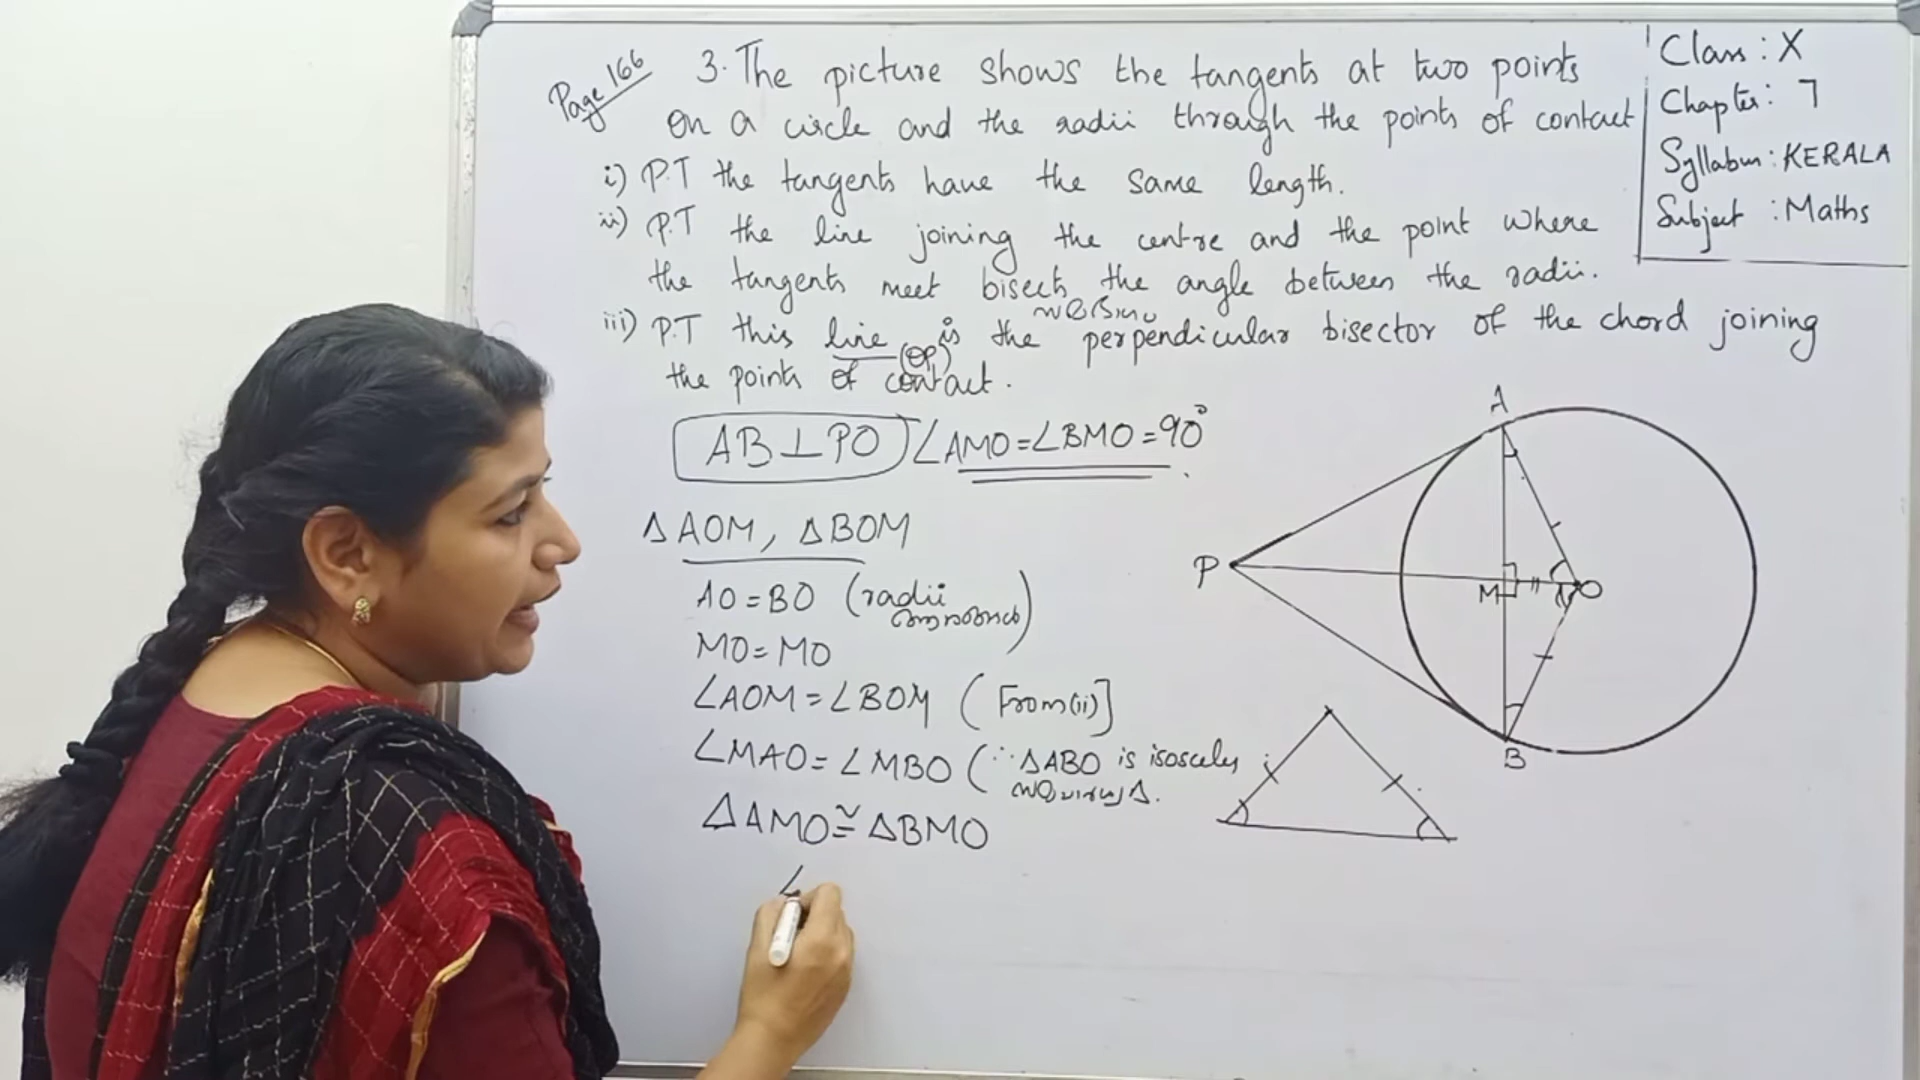 Page 166
3. The picture shows the tangents at two points
on a circle and the radii through the points of contact
i) P.T the tangents have the same length.
ii) P.T the line joining the centre and the point where
the tangents meet bisects the angle between the radii.
iii) P.T this line (OP) is the perpendicular bisector of the chord joining
the points of contact.
Class : X
Chapter : 7
Syllabus : KERALA
Subject : Maths
AB⊥PO ∠AMO=∠BMO=90°
Δ AOM, ΔBOM
AO=BO (radii
MO=MO
∠AOM=∠BOM (From(ii)]
∠MAO=∠MBO (∵ΔABO is isosceles
Δ.
ΔAMO≅ΔBMO
∠
A
P
M
O
B